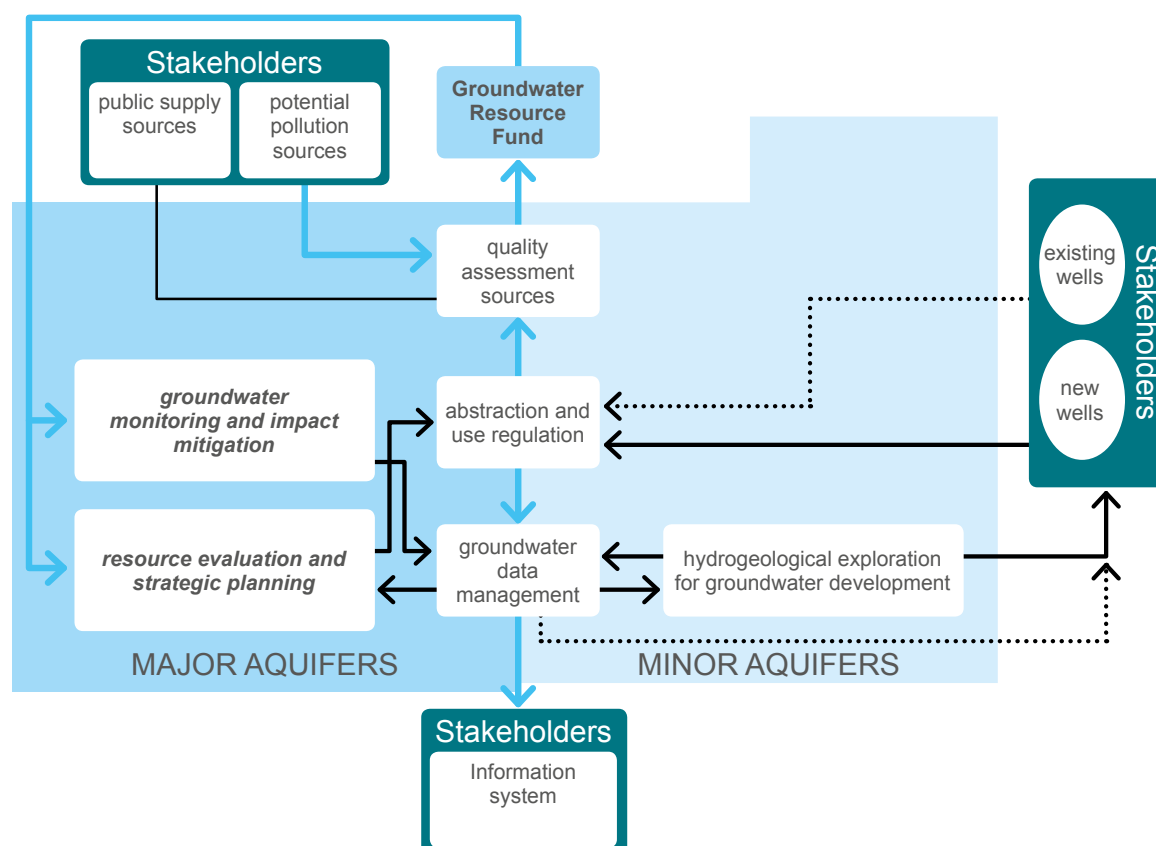 Stakeholders
public supply
sources
potential
pollution
sources
Groundwater
Resource
Fund
quality
assessment
sources
existing
wells
new
wells
Stakeholders
groundwater
monitoring and impact
mitigation
abstraction and
use regulation
resource evaluation and
strategic planning
groundwater
data
management
hydrogeological exploration
for groundwater development
MAJOR AQUIFERS
MINOR AQUIFERS
Stakeholders
Information
system